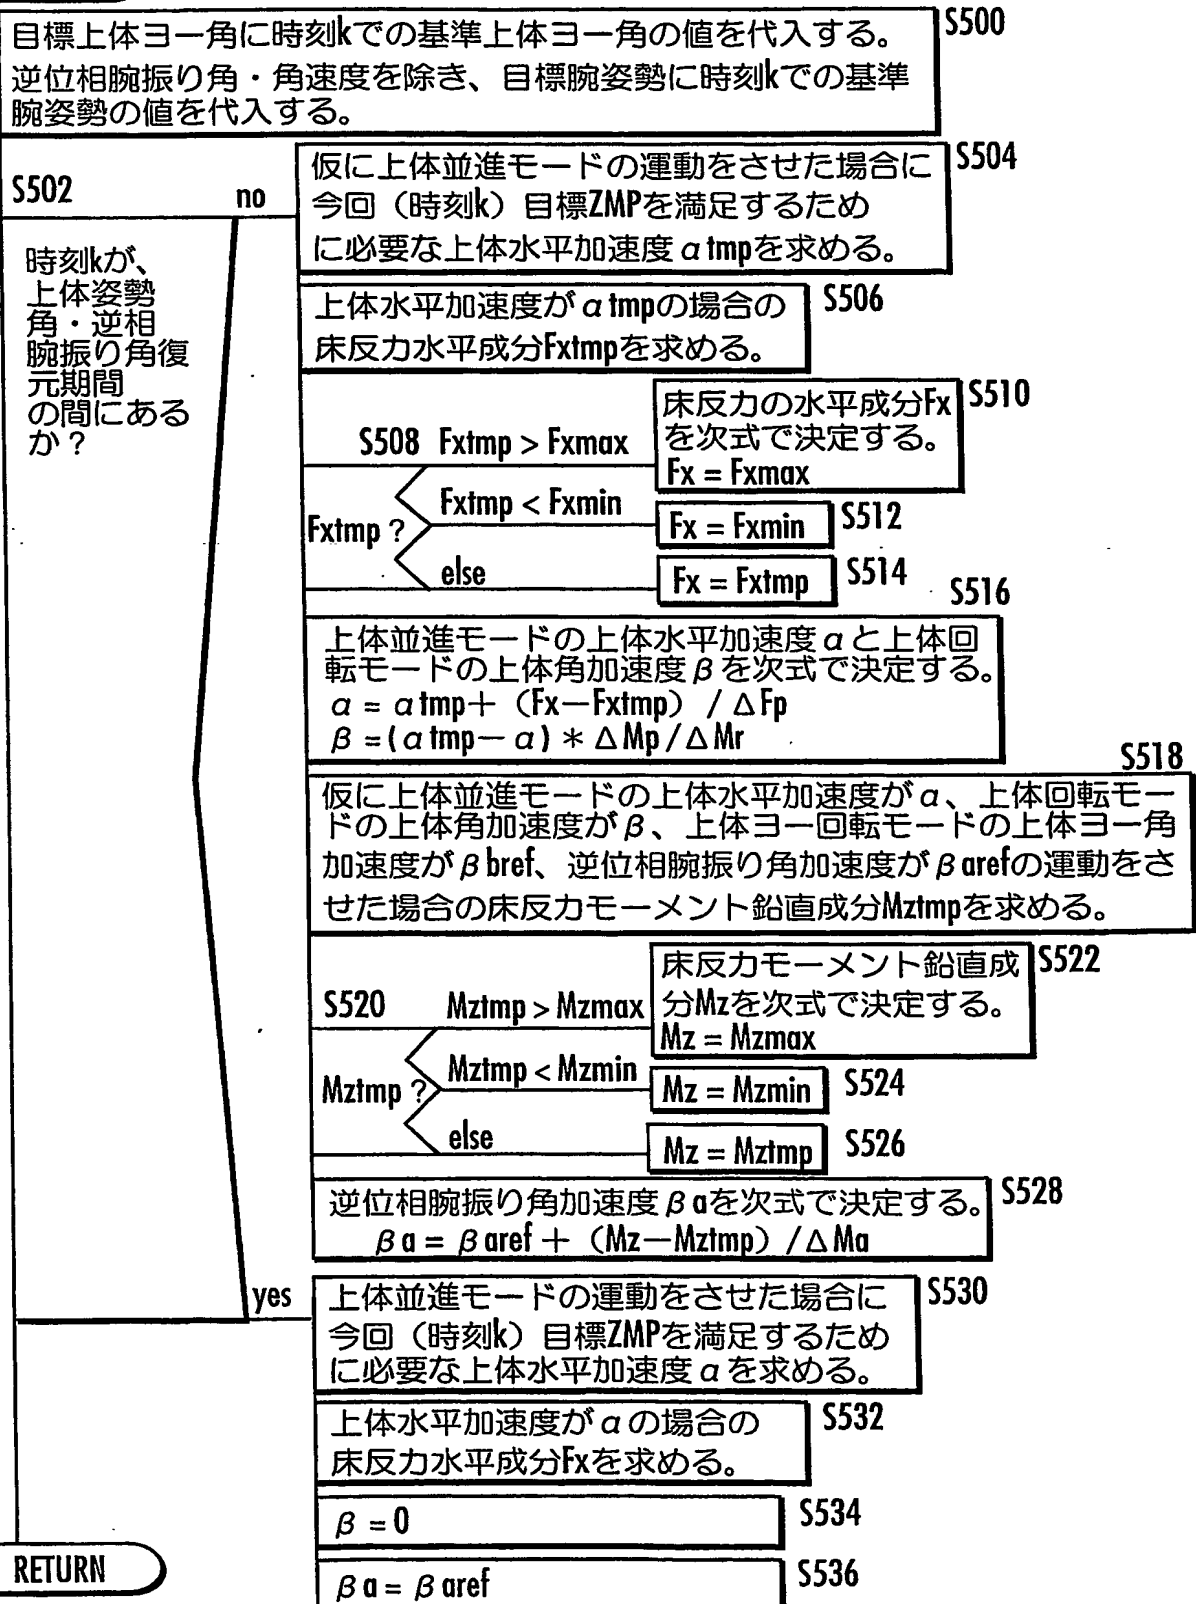 目標上体ヨー角に時刻kでの基準上体ヨー角の値を代入する。
逆位相腕振り角・角速度を除き、目標腕姿勢に時刻kでの基準
腕姿勢の値を代入する。
S500
S502
no
時刻kが、
上体姿勢
角・逆相
腕振り角復
元期間
の間にある
か？
仮に上体並進モードの運動をさせた場合に
今回（時刻k）目標ZMPを満足するため
に必要な上体水平加速度αtmpを求める。
S504
上体水平加速度がαtmpの場合の
床反力水平成分Fxtmpを求める。
S506
S508 Fxtmp > Fxmax
床反力の水平成分Fx
を次式で決定する。
Fx = Fxmax
S510
Fxtmp ?
Fxtmp < Fxmin
Fx = Fxmin
S512
else
Fx = Fxtmp
S514
S516
上体並進モードの上体水平加速度αと上体回
転モードの上体角加速度βを次式で決定する。
α = αtmp＋（Fx－Fxtmp）/ΔFp
β =(αtmp－α)＊ΔMp/ΔMr
S518
仮に上体並進モードの上体水平加速度がα、上体回転モー
ドの上体角加速度がβ、上体ヨー回転モードの上体ヨー角
加速度がβbref、逆位相腕振り角加速度がβarefの運動をさ
せた場合の床反力モーメント鉛直成分Mztmpを求める。
S520
Mztmp > Mzmax
床反力モーメント鉛直成
分Mzを次式で決定する。
Mz = Mzmax
S522
Mztmp ?
Mztmp < Mzmin
Mz = Mzmin
S524
else
Mz = Mztmp
S526
逆位相腕振り角加速度βaを次式で決定する。
βa = βaref＋（Mz－Mztmp）/ΔMa
S528
yes
上体並進モードの運動をさせた場合に
今回（時刻k）目標ZMPを満足するため
に必要な上体水平加速度αを求める。
S530
上体水平加速度がαの場合の
床反力水平成分Fxを求める。
S532
β = 0
S534
βa = βaref
S536
RETURN